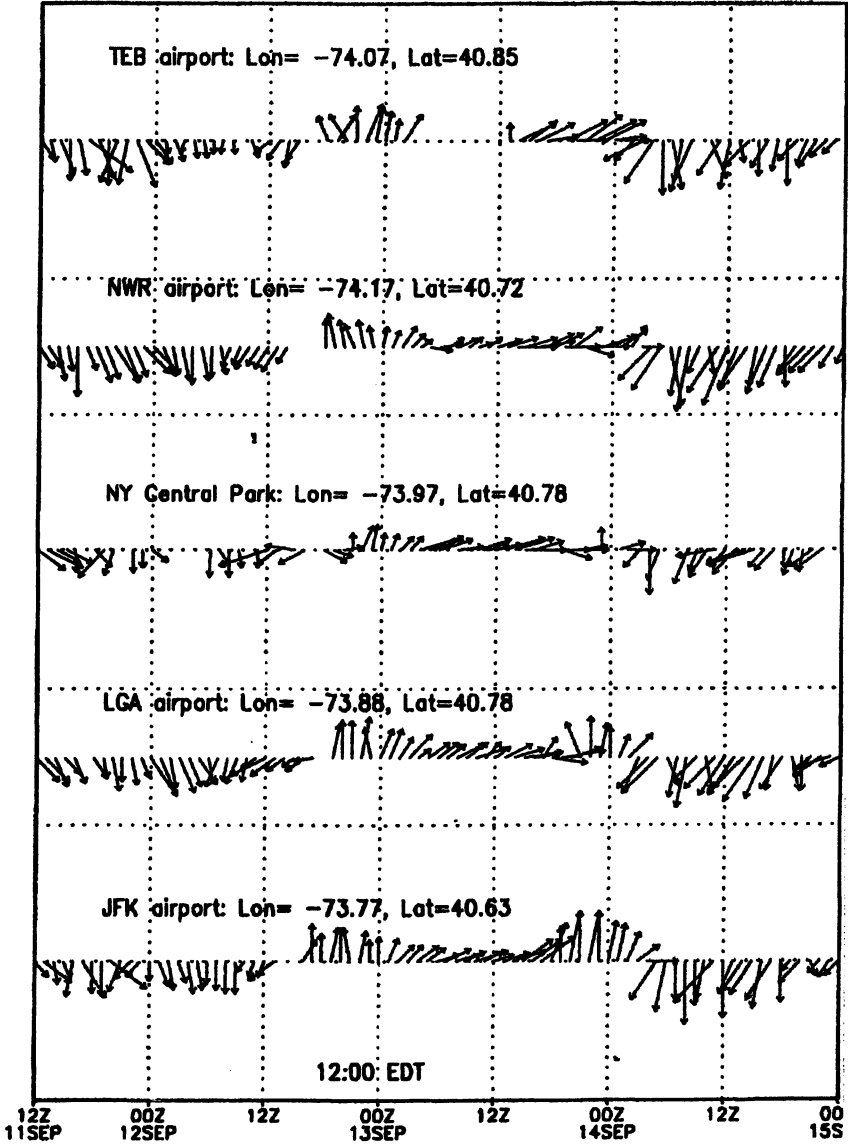 TEB airport: Lon= -74.07, Lat=40.85
NWR airport: Lon= -74.17, Lat=40.72
NY Central Park: Lon= -73.97, Lat=40.78
LGA airport: Lon= -73.88, Lat=40.78
JFK airport: Lon= -73.77, Lat=40.63
12:00 EDT
12Z 00Z 12Z 00Z 12Z 00Z 12Z 00
11SEP 12SEP 13SEP 14SEP 15S